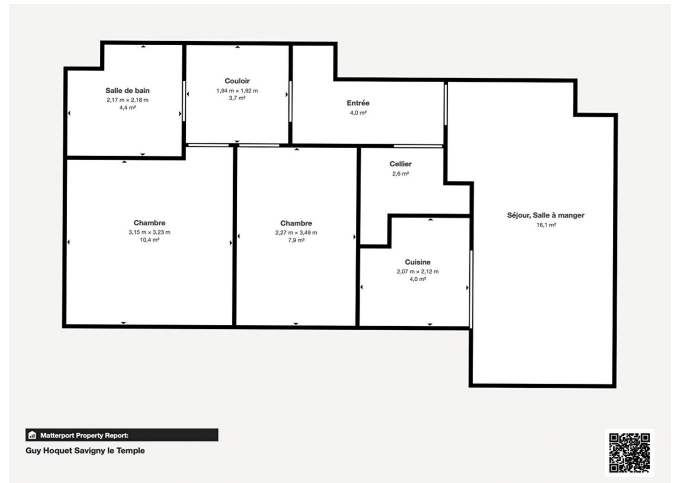 Salle de bain
2,17 m × 2,18 m
4,4 m²
Couloir
1,94 m × 1,92 m
3,7 m²
Entrée
4,0 m²
Cellier
2,6 m²
Chambre
3,15 m × 3,23 m
10,4 m²
Chambre
2,27 m × 3,49 m
7,9 m²
Séjour, Salle à manger
16,1 m²
Cuisine
2,07 m × 2,12 m
4,0 m²
Matterport Property Report:
Guy Hoquet Savigny le Temple